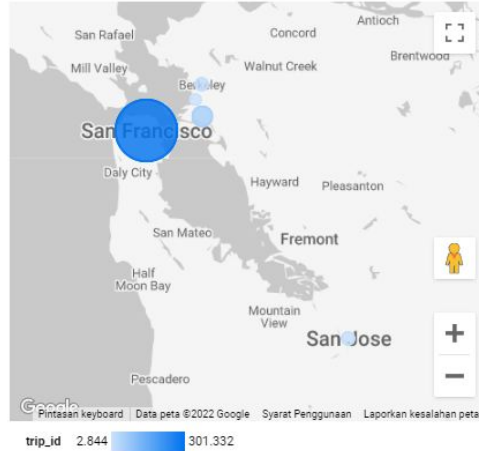 Antioch
San Rafael
Concord
Mill Valley
Walnut Creek
Brentwood
Berkeley
San Francisco
Daly City
Hayward
Pleasanton
San Mateo
Fremont
Half
Moon Bay
Mountain
View
San Jose
Pescadero
Google
Pintasan keyboard Data peta ©2022 Google Syarat Penggunaan Laporkan kesalahan peta
trip_id 2.844 301.332